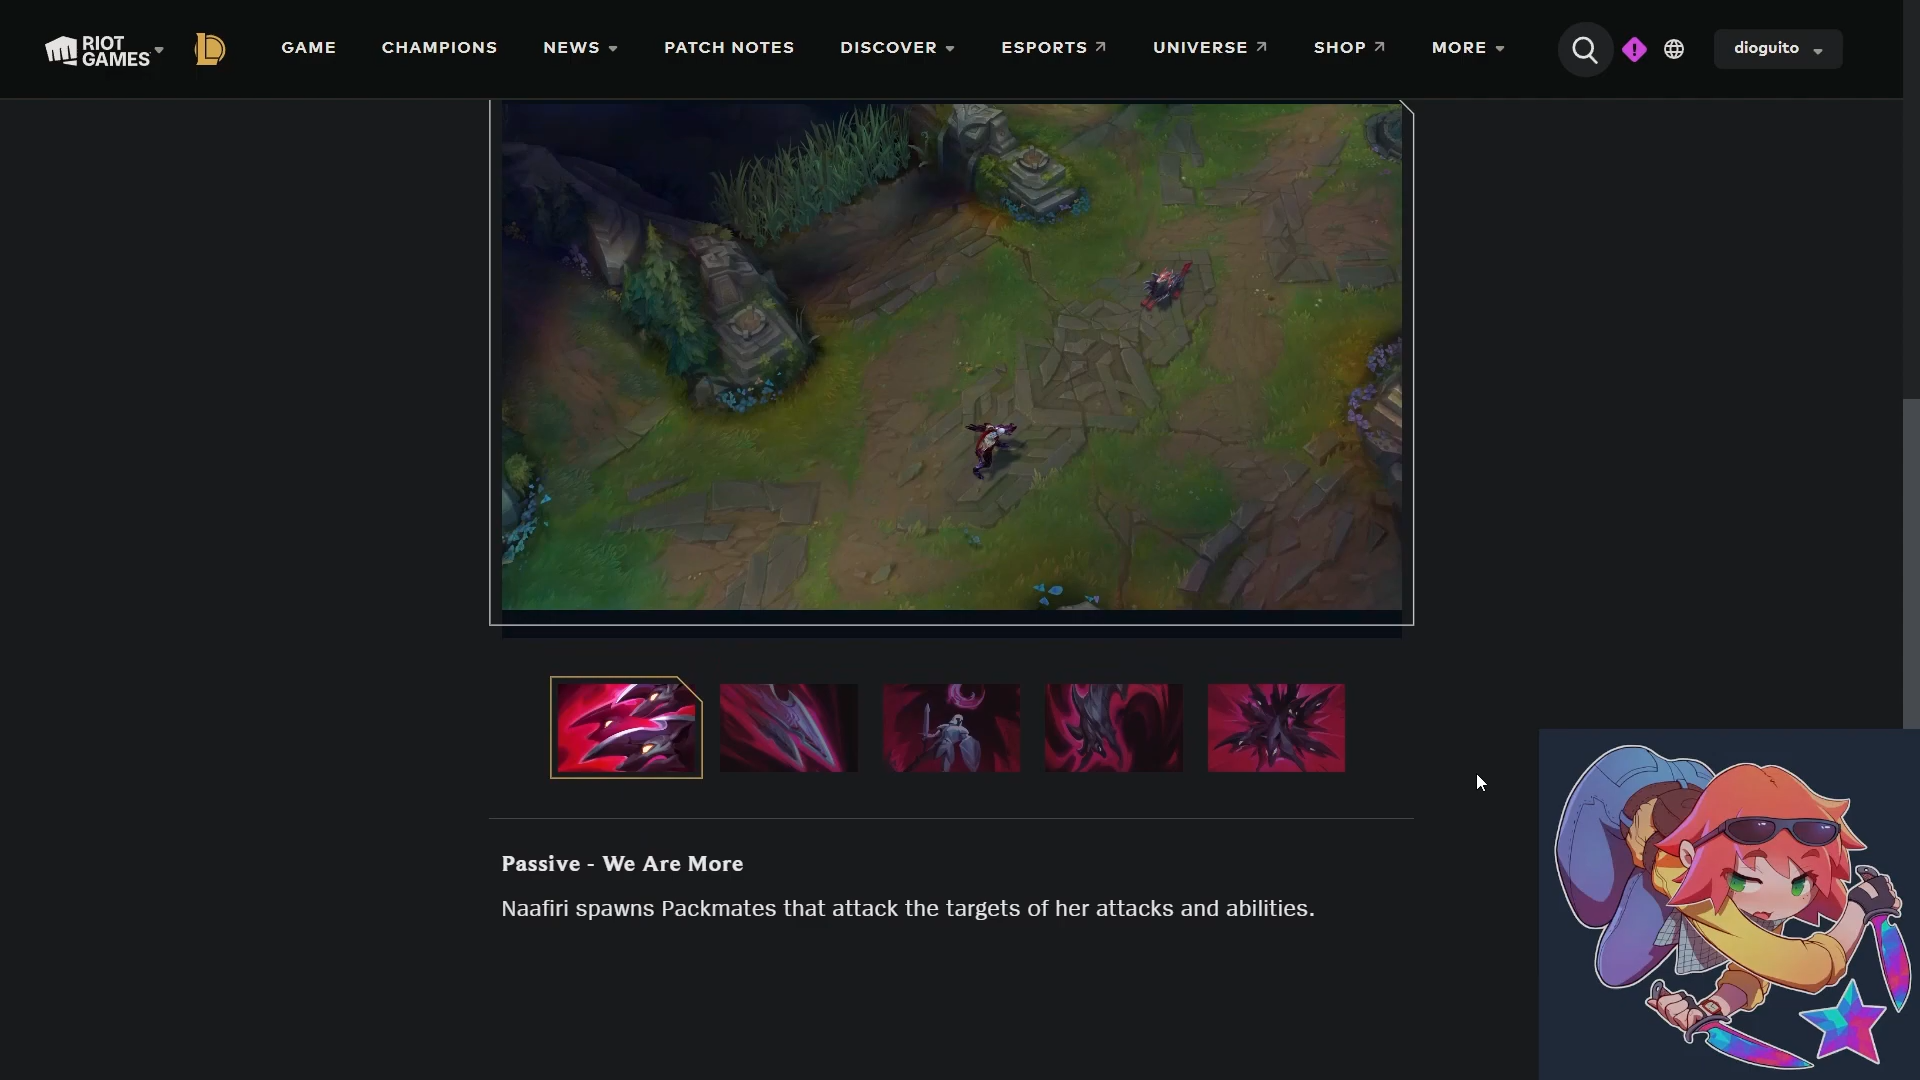 RIOT GAMES
GAME
CHAMPIONS
NEWS
PATCH NOTES
DISCOVER
ESPORTS
UNIVERSE
SHOP
MORE
dioguito
Passive - We Are More
Naafiri spawns Packmates that attack the targets of her attacks and abilities.